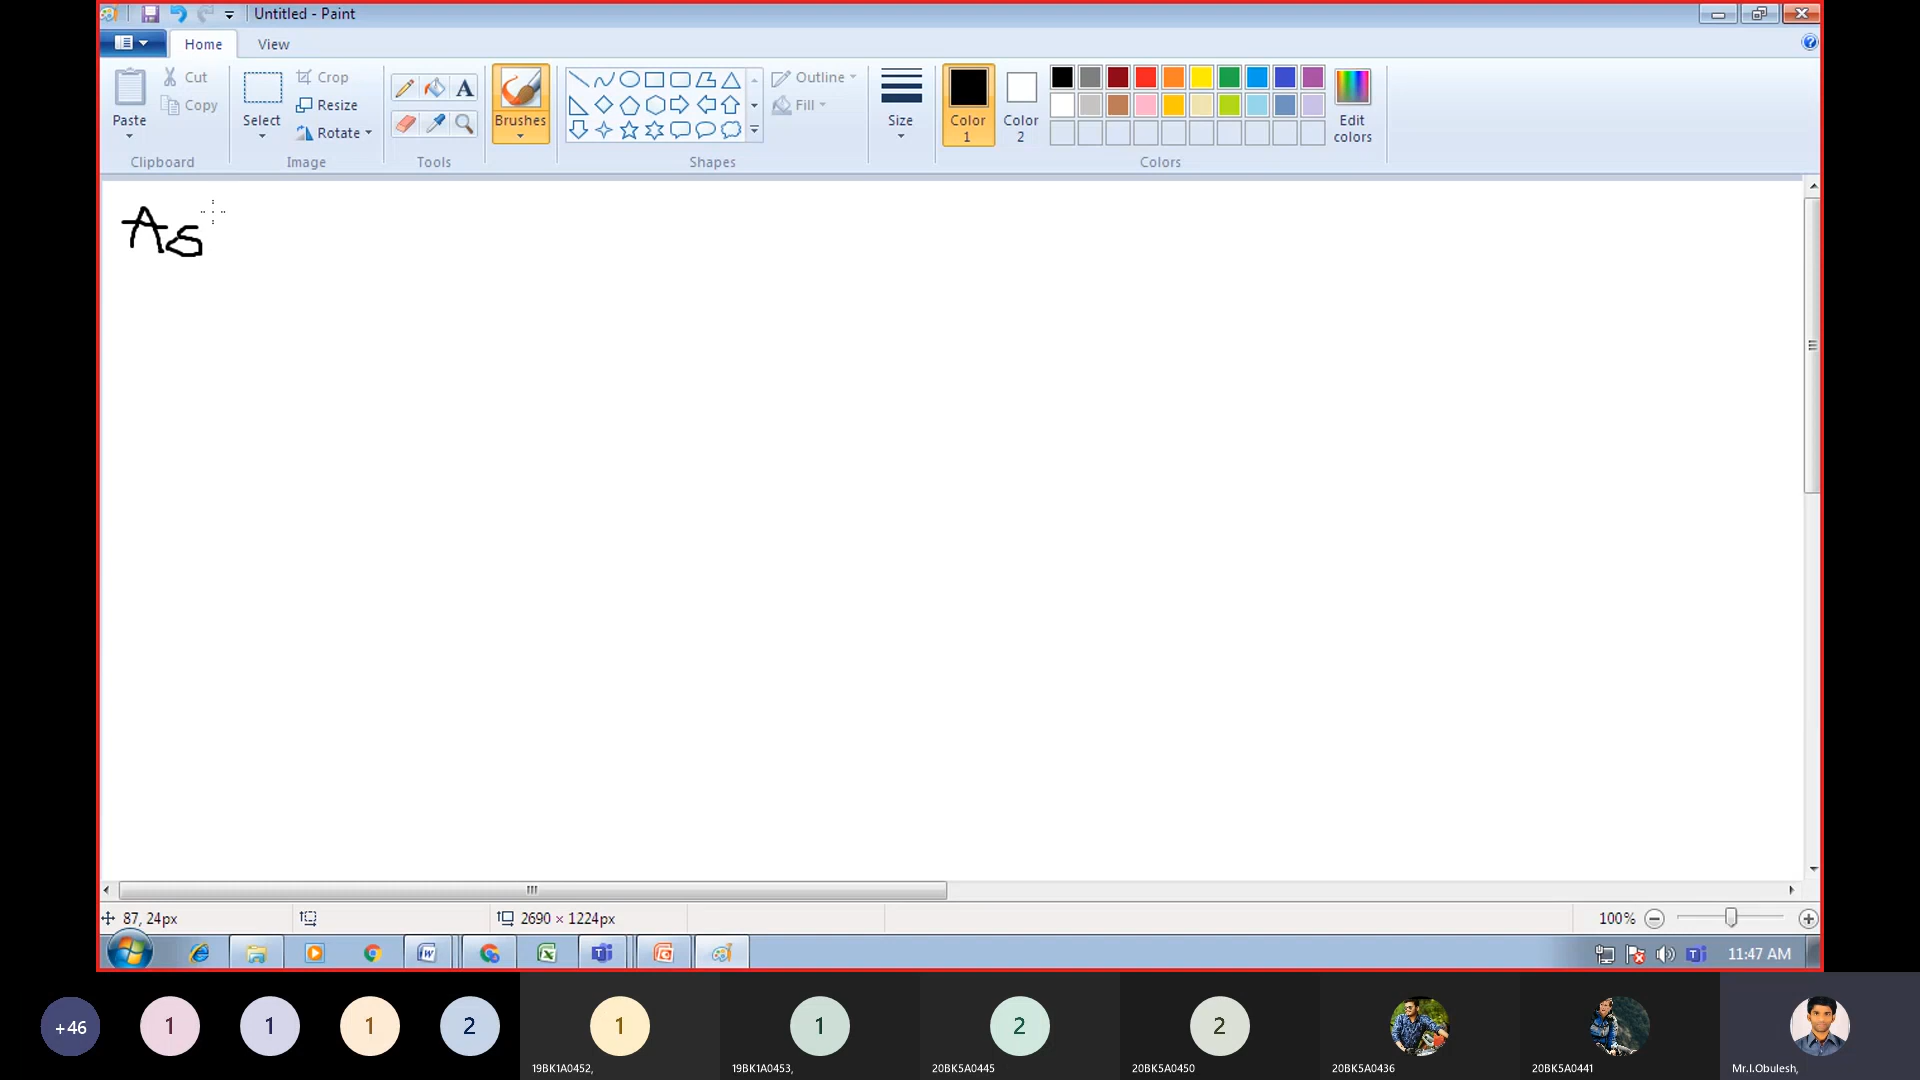 Untitled - Paint
Home View
Paste
Cut
Copy
Clipboard
Select
Crop
Resize
Rotate
Image
Tools
Brushes
Shapes
Outline
Fill
Size
Color 1
Color 2
Edit colors
Colors
As
87, 24px
2690 × 1224px
100%
11:47 AM
+46 1 1 1 2 1 1 2 2
19BK1A0452, 19BK1A0453, 20BK5A0445 20BK5A0450 20BK5A0436 20BK5A0441 Mr.I.Obulesh,